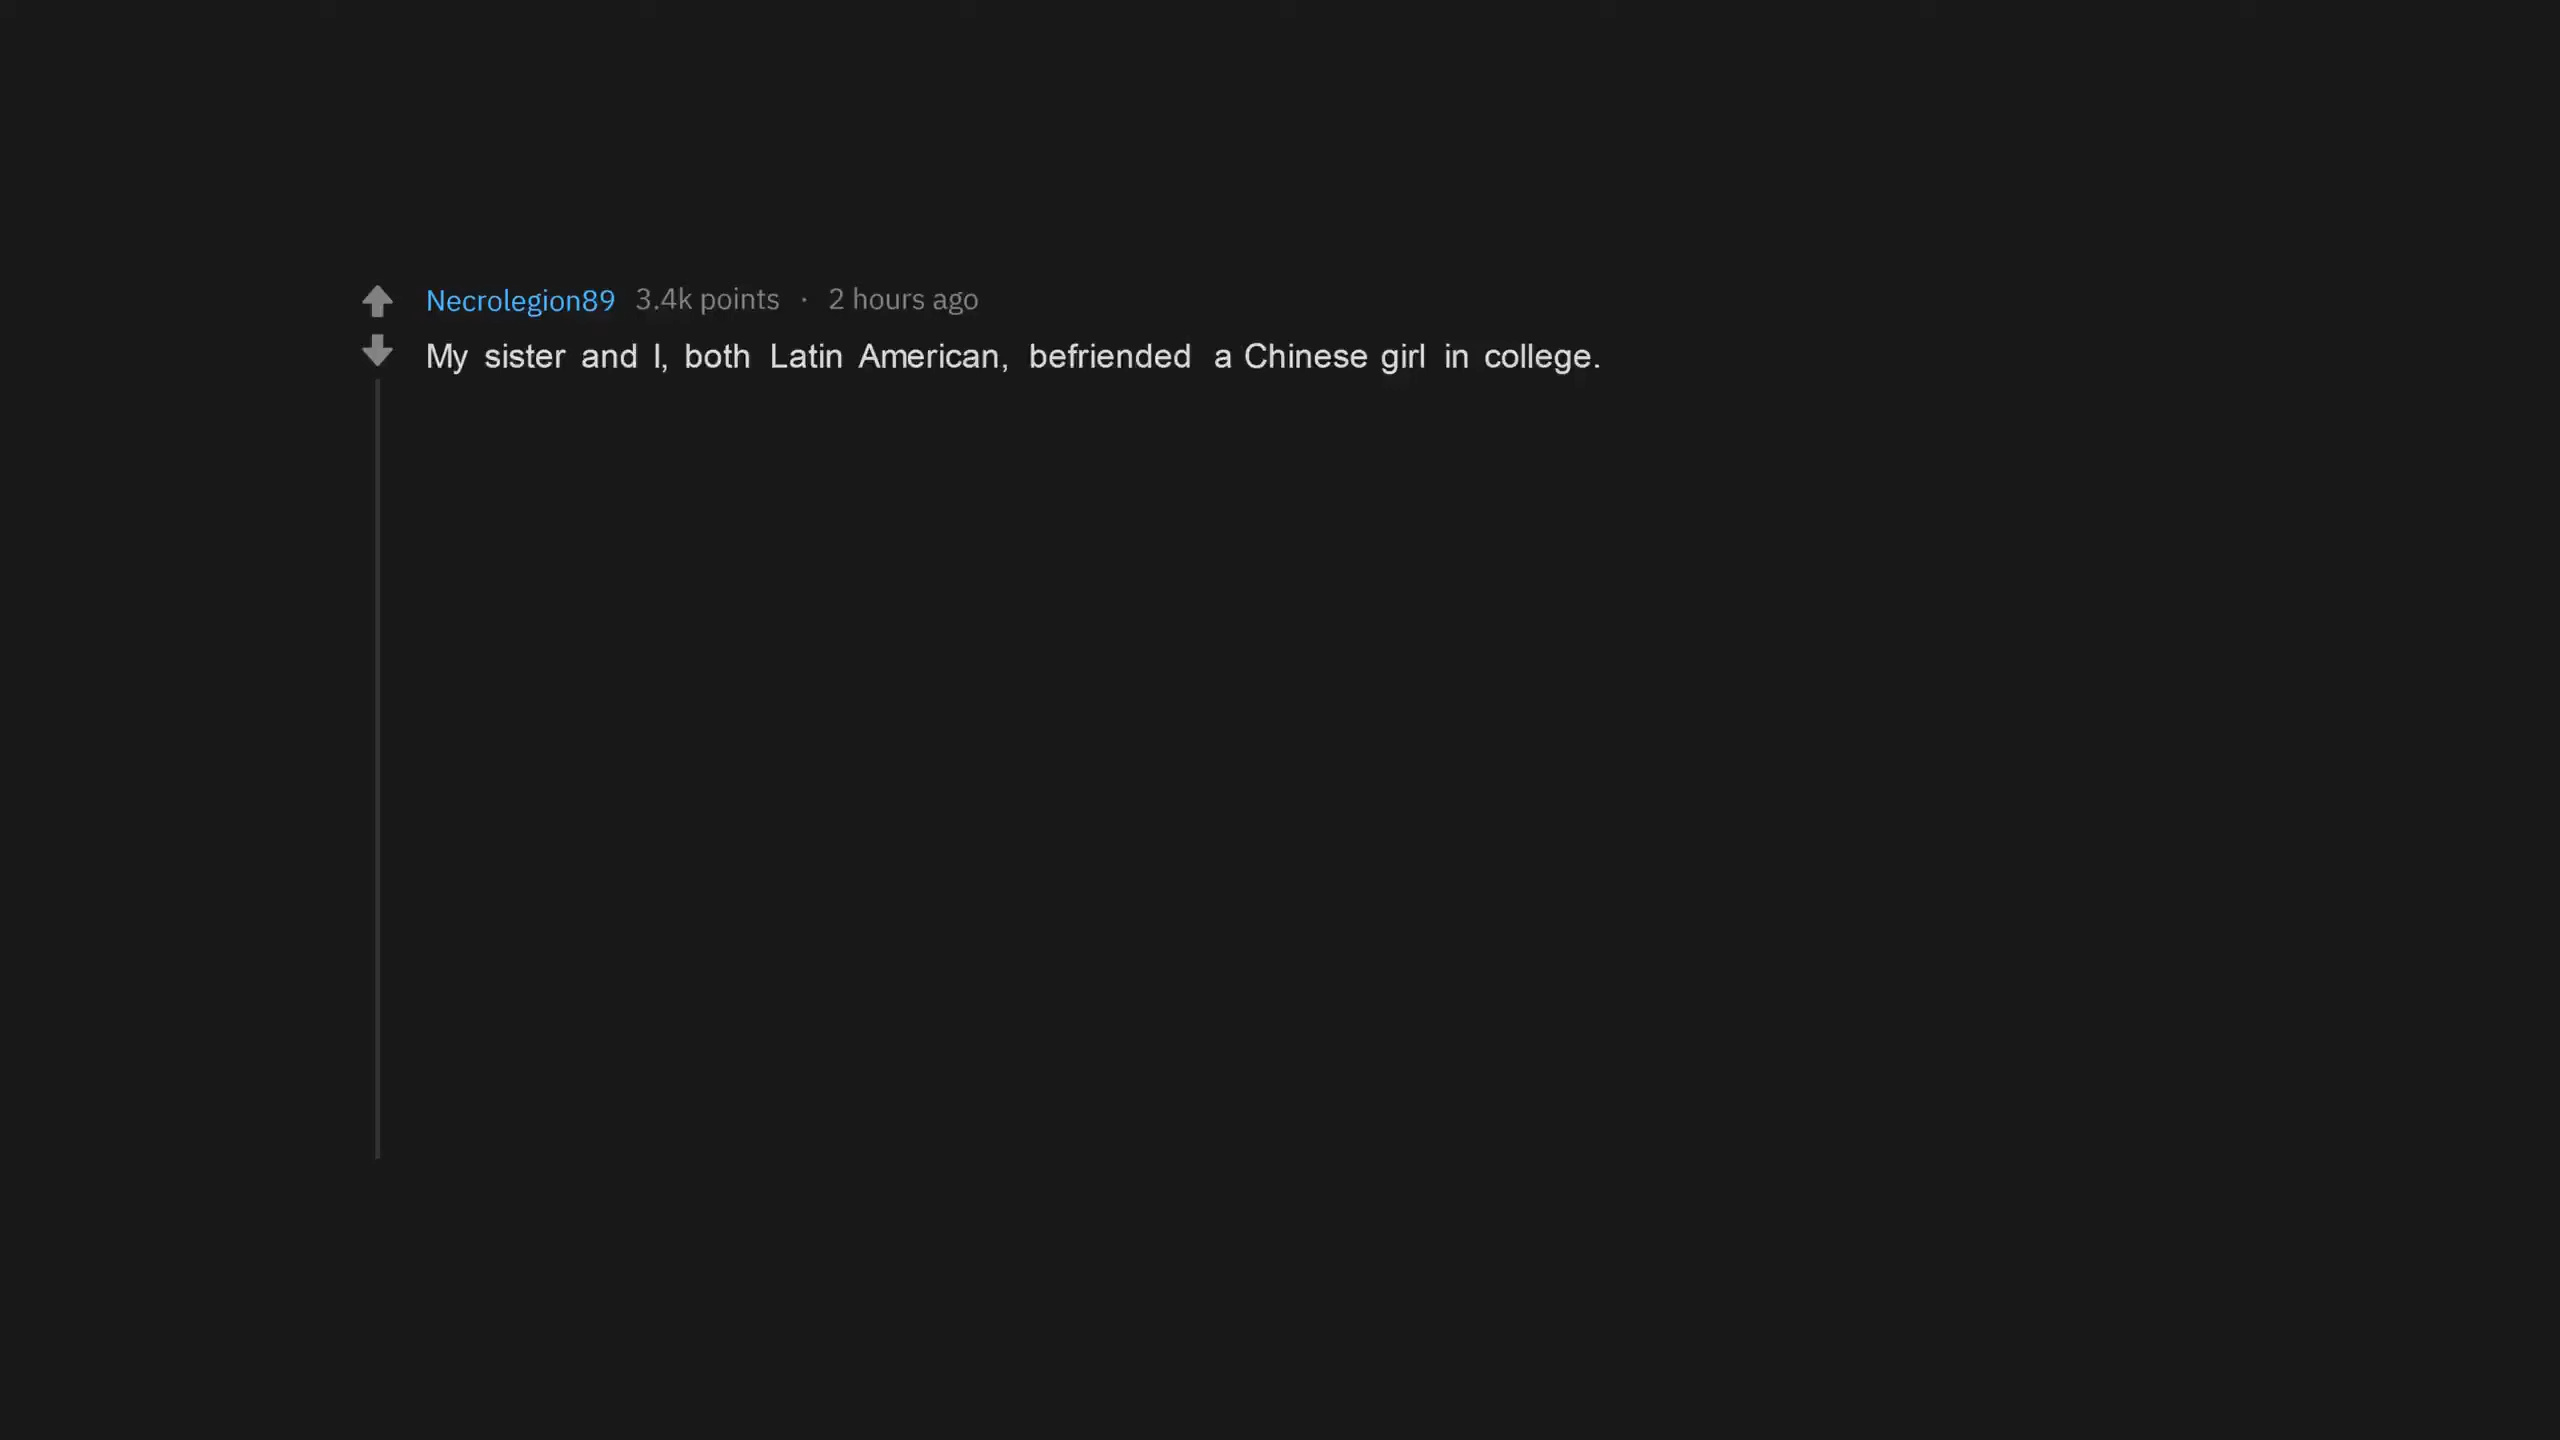 Necrolegion89 3.4k points · 2 hours ago
My sister and I, both Latin American, befriended a Chinese girl in college.